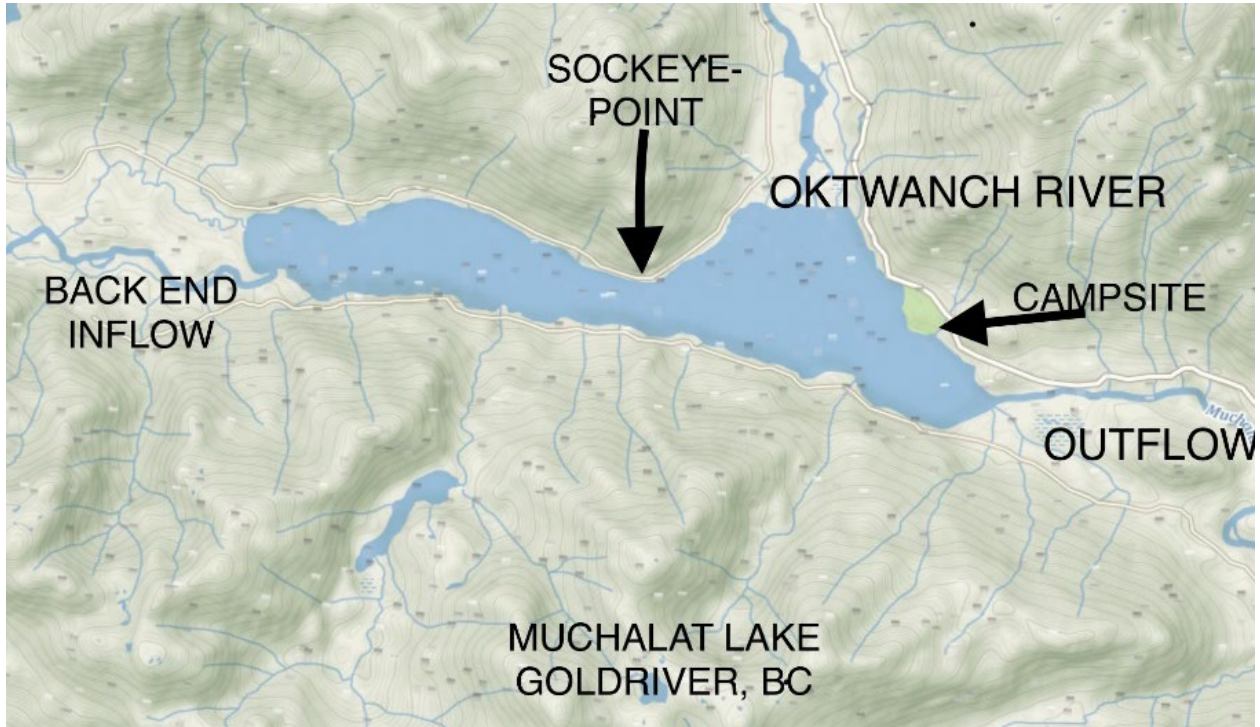 SOCKEYE-
POINT
OKTWANCH RIVER
BACK END
INFLOW
CAMPSITE
OUTFLOW
MUCHALAT LAKE
GOLDRIVER, BC